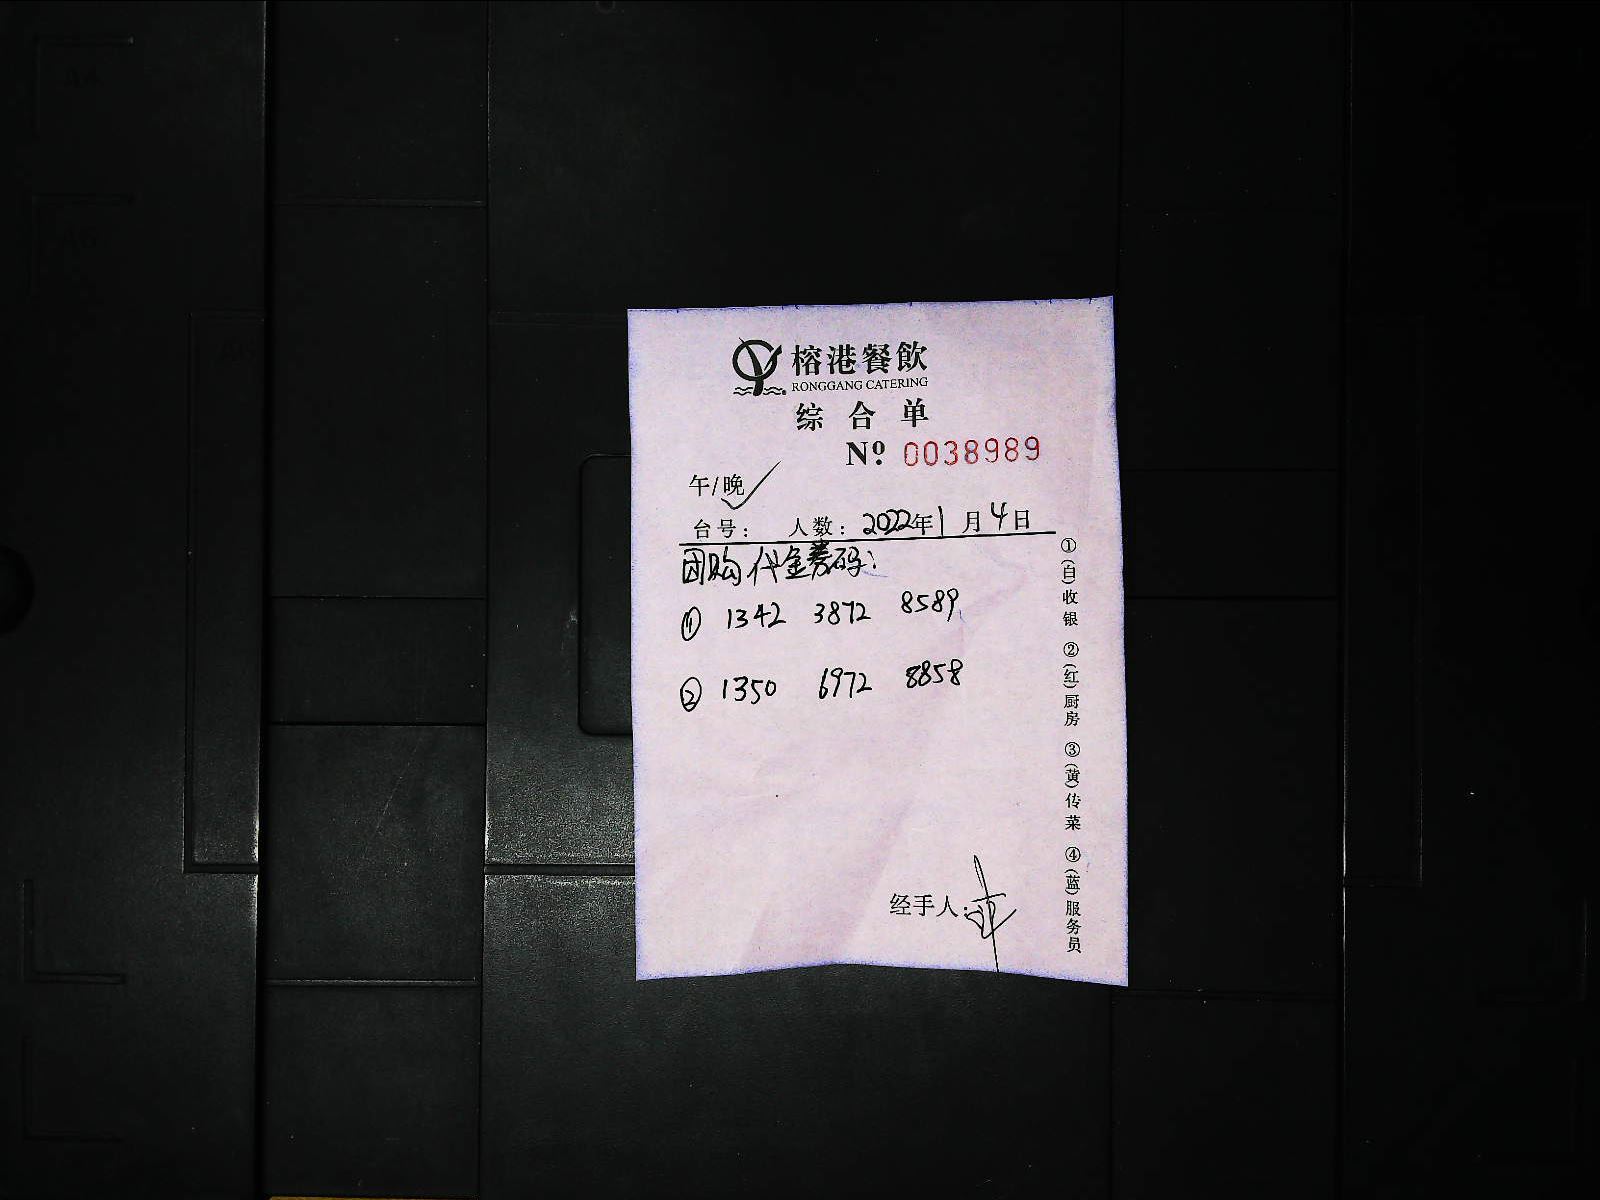 榕港餐飲
RONGGANG CATERING
综合单
Nº 0038989
午/晚
台号： 人数：2022年1月4日
团购代金券码：
① 1342 3872 8589
② 1350 6972 8858
经手人：
①(白)收银 ②(红)厨房 ③(黄)传菜 ④(蓝)服务员